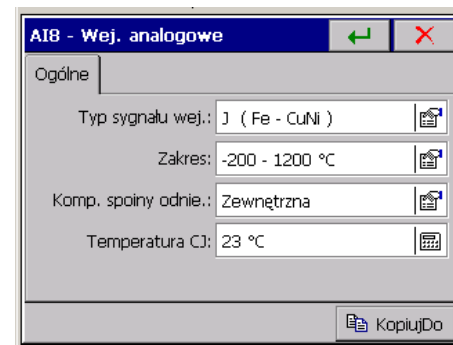 AI8 - Wej. analogowe
Ogólne
Typ sygnału wej.: J ( Fe - CuNi )
Zakres: -200 - 1200 °C
Komp. spoiny odnie.: Zewnętrzna
Temperatura CJ: 23 °C
KopiujDo